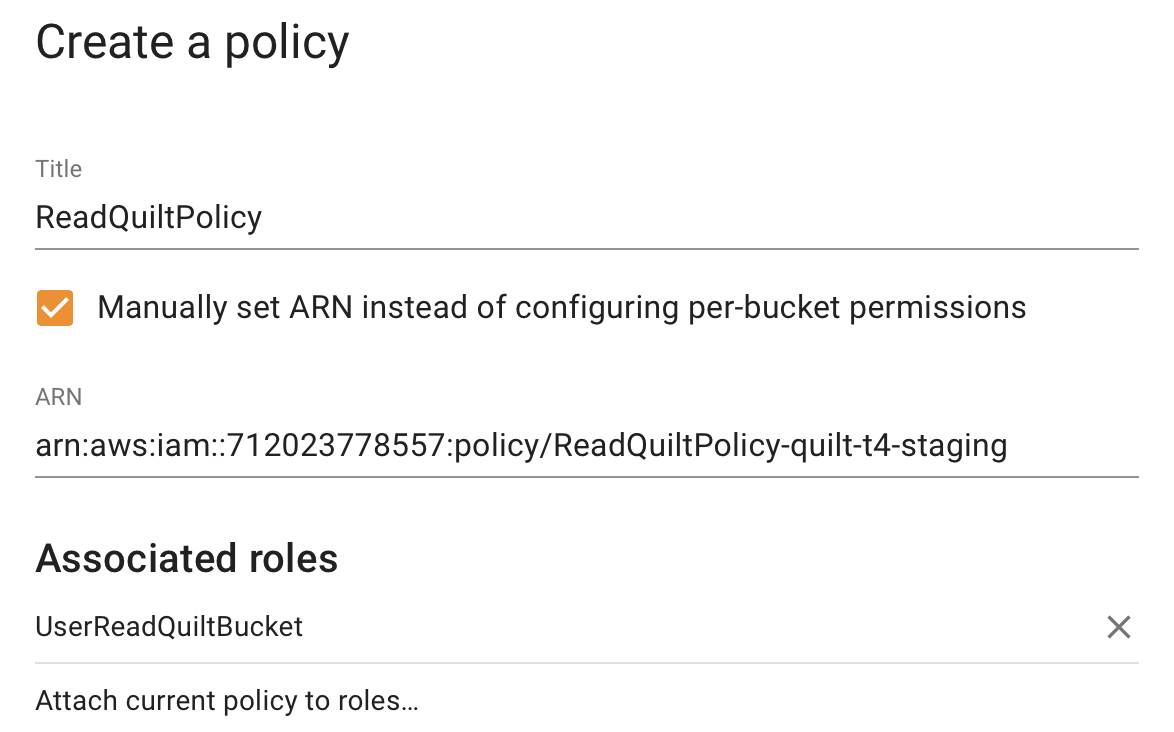 Create a policy
Title
ReadQuiltPolicy
Manually set ARN instead of configuring per-bucket permissions
ARN
arn:aws:iam::712023778557:policy/ReadQuiltPolicy-quilt-t4-staging
Associated roles
UserReadQuiltBucket
Attach current policy to roles…